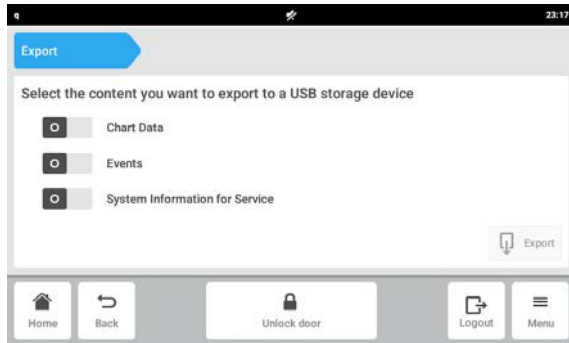 q 23:17
Export
Select the content you want to export to a USB storage device
O Chart Data
O Events
O System Information for Service
Export
Home Back Unlock door Logout Menu